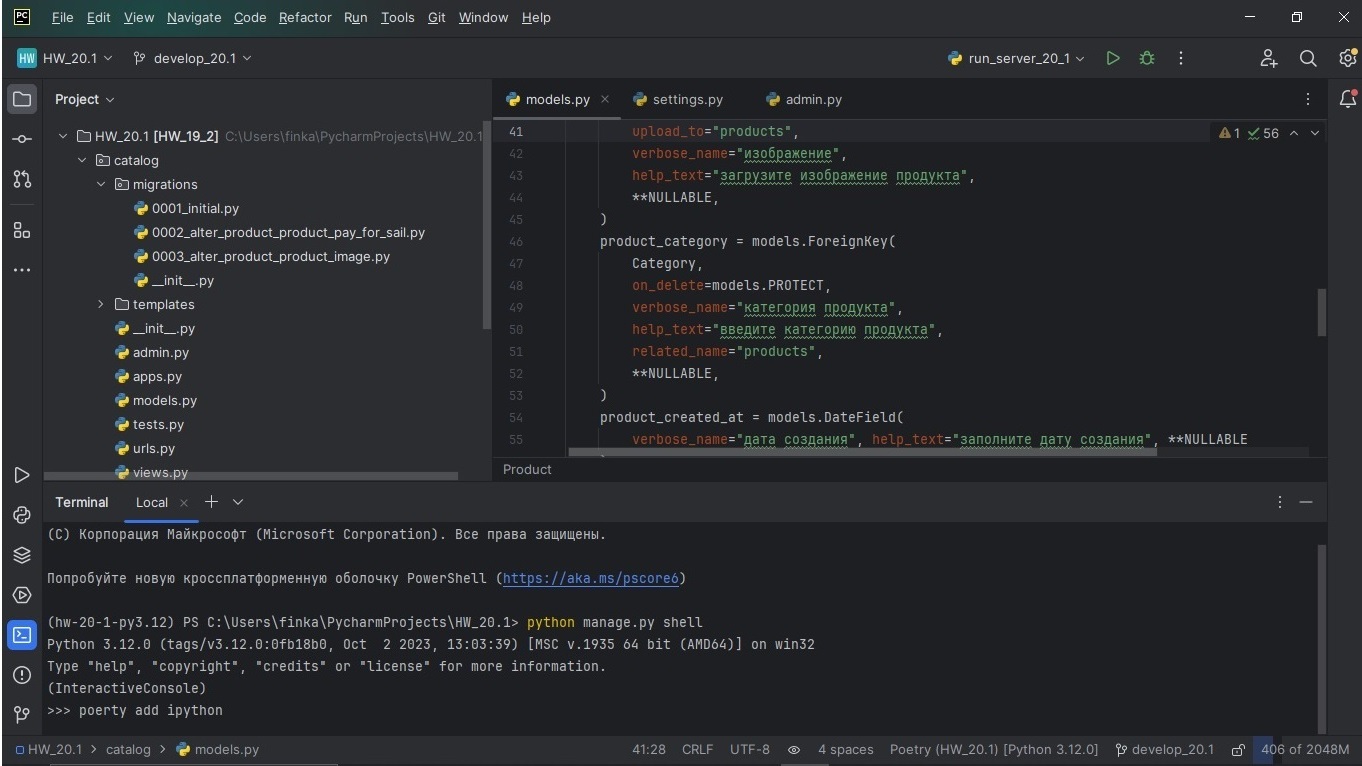 PC File Edit View Navigate Code Refactor Run Tools Git Window Help
HW HW_20.1 develop_20.1 run_server_20_1
Project
models.py settings.py admin.py
HW_20.1 [HW_19_2] C:\Users\finka\PycharmProjects\HW_20.1
catalog
migrations
0001_initial.py
0002_alter_product_product_pay_for_sail.py
0003_alter_product_product_image.py
__init__.py
templates
__init__.py
admin.py
apps.py
models.py
tests.py
urls.py
views.py
1 56
41 upload_to="products",
42 verbose_name="изображение",
43 help_text="загрузите изображение продукта",
44 **NULLABLE,
45 )
46 product_category = models.ForeignKey(
47 Category,
48 on_delete=models.PROTECT,
49 verbose_name="категория продукта",
50 help_text="введите категорию продукта",
51 related_name="products",
52 **NULLABLE,
53 )
54 product_created_at = models.DateField(
55 verbose_name="дата создания", help_text="заполните дату создания", **NULLABLE
Product
Terminal Local
(C) Корпорация Майкрософт (Microsoft Corporation). Все права защищены.
Попробуйте новую кроссплатформенную оболочку PowerShell (https://aka.ms/pscore6)
(hw-20-1-py3.12) PS C:\Users\finka\PycharmProjects\HW_20.1> python manage.py shell
Python 3.12.0 (tags/v3.12.0:0fb18b0, Oct  2 2023, 13:03:39) [MSC v.1935 64 bit (AMD64)] on win32
Type "help", "copyright", "credits" or "license" for more information.
(InteractiveConsole)
>>> poerty add ipython
HW_20.1 > catalog > models.py 41:28 CRLF UTF-8 4 spaces Poetry (HW_20.1) [Python 3.12.0] develop_20.1 406 of 2048M